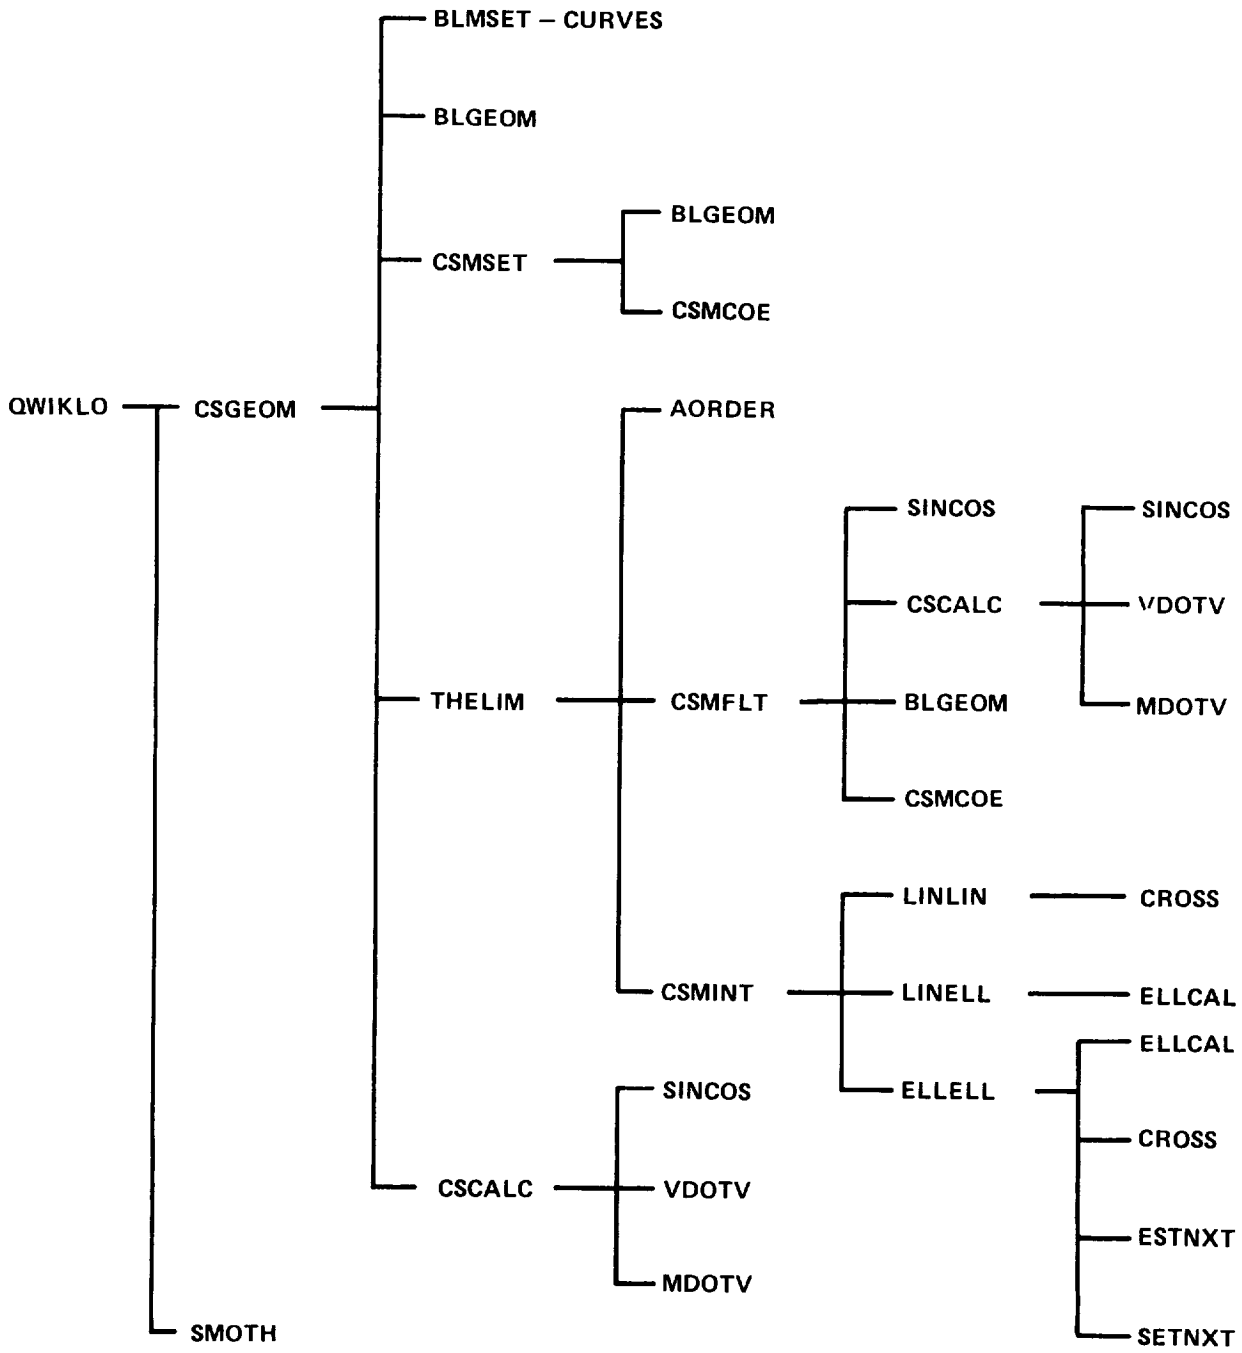 BLMSET – CURVES
BLGEOM
BLGEOM
CSMSET
CSMCOE
QWIKLO
CSGEOM
AORDER
SINCOS
SINCOS
CSCALC
VDOTV
THELIM
CSMFLT
BLGEOM
MDOTV
CSMCOE
LINLIN
CROSS
CSMINT
LINELL
ELLCAL
ELLCAL
SINCOS
ELLELL
CROSS
CSCALC
VDOTV
ESTNXT
MDOTV
SMOTH
SETNXT